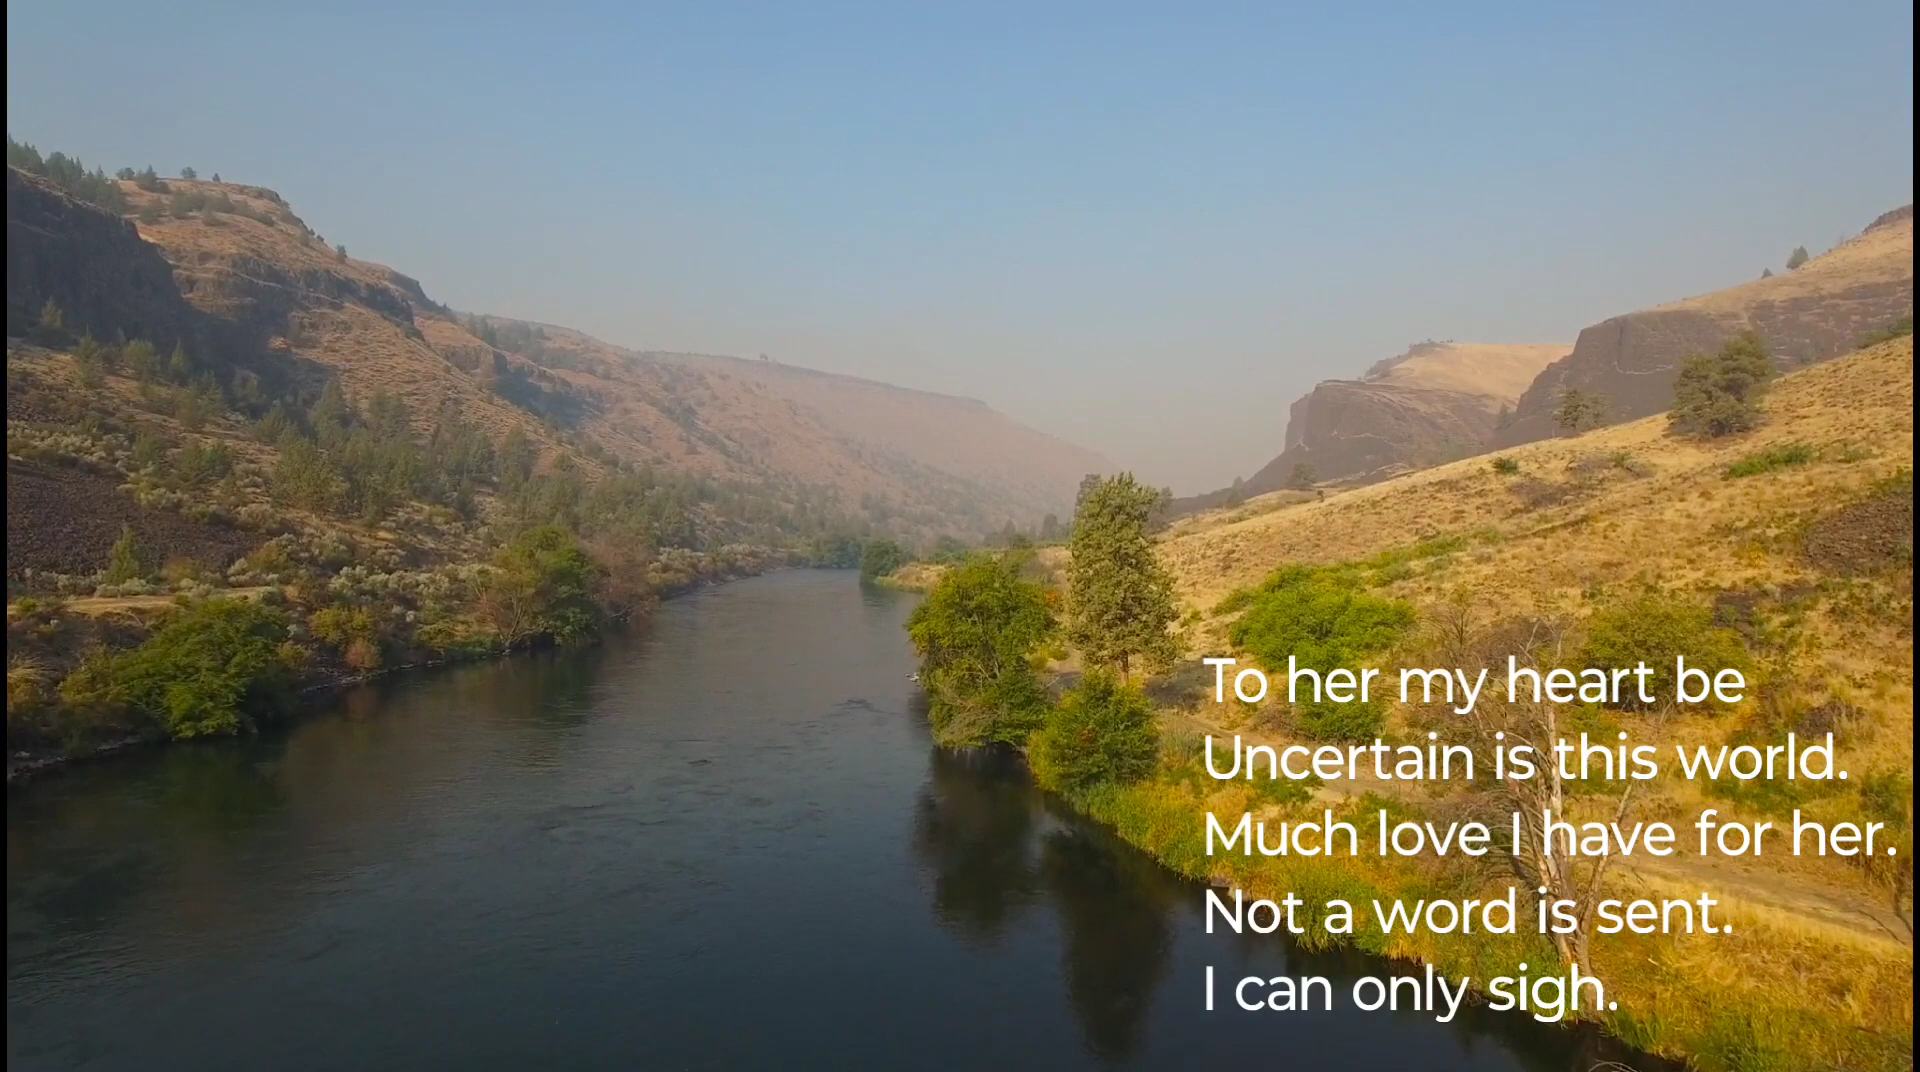 To her my heart be
Uncertain is this world.
Much love I have for her.
Not a word is sent.
I can only sigh.